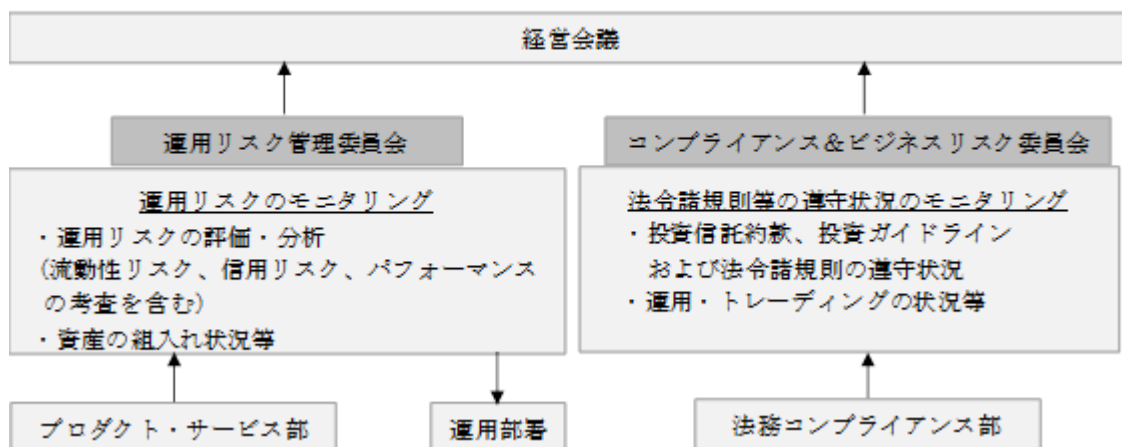 経営会議
運用リスク管理委員会
コンプライアンス＆ビジネスリスク委員会
運用リスクのモニタリング
・運用リスクの評価・分析
(流動性リスク、信用リスク、パフォーマンス
の考査を含む)
・資産の組入れ状況等
法令諸規則等の遵守状況のモニタリング
・投資信託約款、投資ガイドライン
および法令諸規則の遵守状況
・運用・トレーディングの状況等
プロダクト・サービス部
運用部署
法務コンプライアンス部